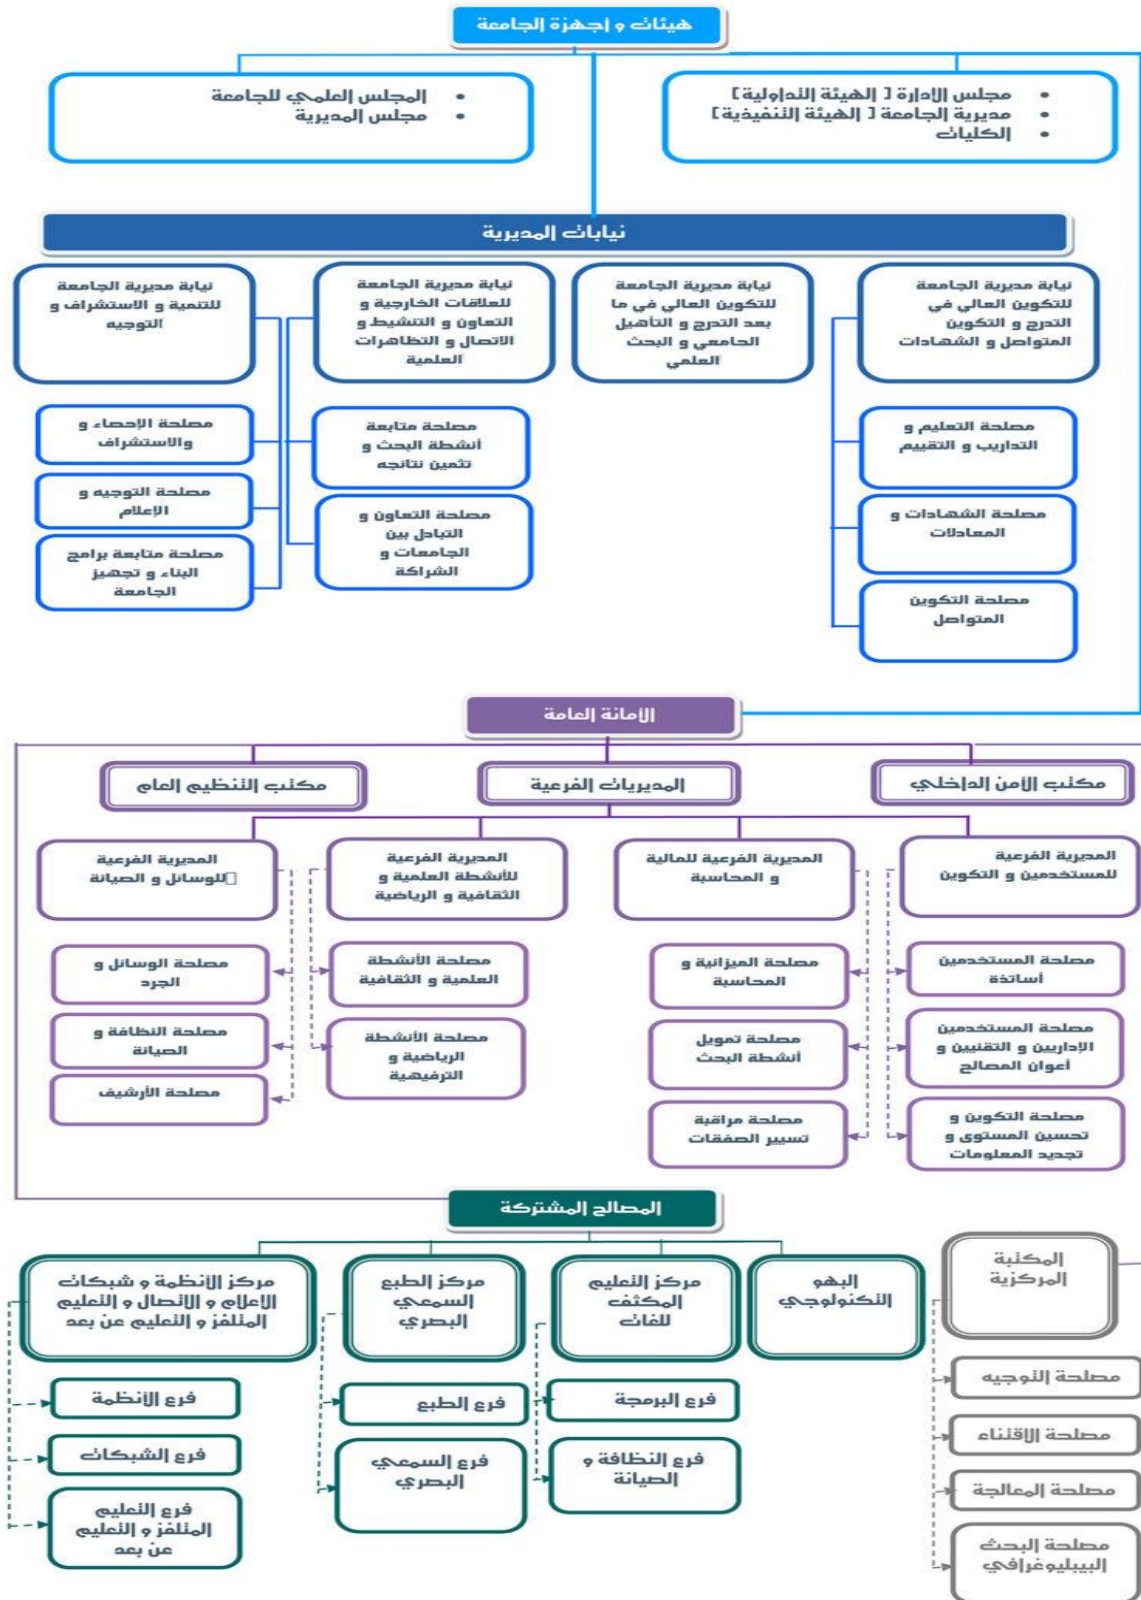 هيئات و أجهزة الجامعة
مجلس الإدارة [ الهيئة التداولية ]
مديرية الجامعة [ الهيئة التنفيذية ]
الكليات
المجلس العلمي للجامعة
مجلس المديرية
نيابات المديرية
نيابة مديرية الجامعة
للتكوين العالي في
التدرج و التكوين
المتواصل و الشهادات
نيابة مديرية الجامعة
للتكوين العالي في ما
بعد التدرج و التأهيل
الجامعي و البحث
العلمي
نيابة مديرية الجامعة
للعلاقات الخارجية و
التعاون و التنشيط و
الاتصال و التظاهرات
العلمية
نيابة مديرية الجامعة
للتنمية و الاستشراف و
التوجيه
مصلحة التعليم و
التداريب و التقييم
مصلحة الشهادات و
المعادلات
مصلحة التكوين
المتواصل
مصلحة متابعة
أنشطة البحث و
تثمين نتائجه
مصلحة التعاون و
التبادل بين
الجامعات و
الشراكة
مصلحة الإحصاء و
والاستشراف
مصلحة التوجيه و
الإعلام
مصلحة متابعة برامج
البناء و تجهيز
الجامعة
الأمانة العامة
مكتب الأمن الداخلي
المديريات الفرعية
مكتب التنظيم العام
المديرية الفرعية
للمستخدمين و التكوين
المديرية الفرعية للمالية
و المحاسبة
المديرية الفرعية
للأنشطة العلمية و
الثقافية و الرياضية
المديرية الفرعية
للوسائل و الصيانة
مصلحة المستخدمين
أساتذة
مصلحة المستخدمين
الإداريين و التقنيين و
أعوان المصالح
مصلحة التكوين و
تحسين المستوى و
تجديد المعلومات
مصلحة الميزانية و
المحاسبة
مصلحة تمويل
أنشطة البحث
مصلحة مراقبة
تسيير الصفقات
مصلحة الأنشطة
العلمية و الثقافية
مصلحة الأنشطة
الرياضية و
الترفيهية
مصلحة الوسائل و
الجرد
مصلحة النظافة و
الصيانة
مصلحة الأرشيف
المصالح المشتركة
المكتبة
المركزية
البهو
التكنولوجي
مركز التعليم
المكثف
للغات
مركز الطبع
السمعي
البصري
مركز الأنظمة و شبكات
الإعلام و الاتصال و التعليم
المتلفز و التعليم عن بعد
مصلحة التوجيه
مصلحة الاقتناء
مصلحة المعالجة
مصلحة البحث
البيبليوغرافي
فرع البرمجة
فرع النظافة و
الصيانة
فرع الطبع
فرع السمعي
البصري
فرع الأنظمة
فرع الشبكات
فرع التعليم
المتلفز و التعليم
عن بعد